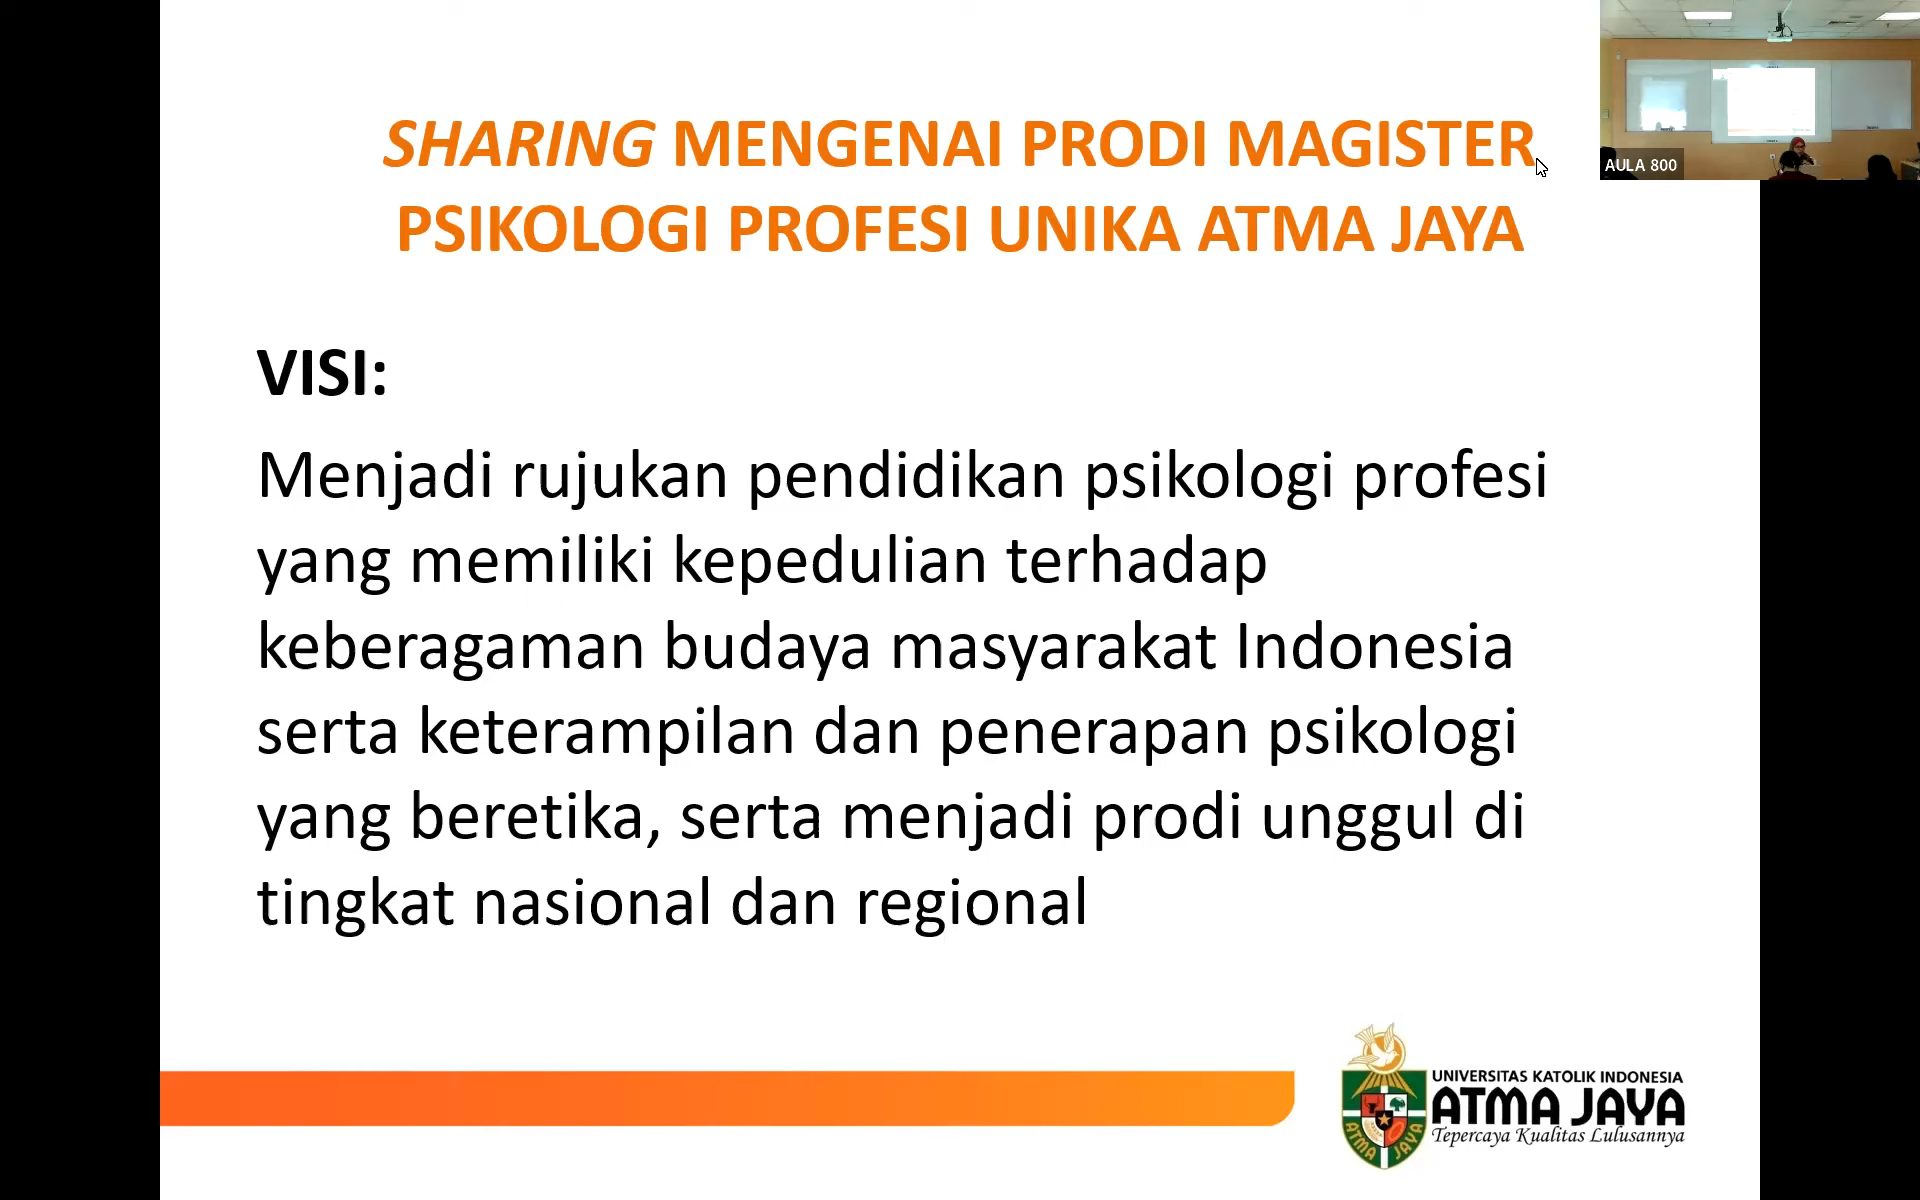 SHARING MENGENAI PRODI MAGISTER
PSIKOLOGI PROFESI UNIKA ATMA JAYA
AULA 800
VISI:
Menjadi rujukan pendidikan psikologi profesi
yang memiliki kepedulian terhadap
keberagaman budaya masyarakat Indonesia
serta keterampilan dan penerapan psikologi
yang beretika, serta menjadi prodi unggul di
tingkat nasional dan regional
UNIVERSITAS KATOLIK INDONESIA
ATMA JAYA
Tepercaya Kualitas Lulusannya
ATMA JAYA